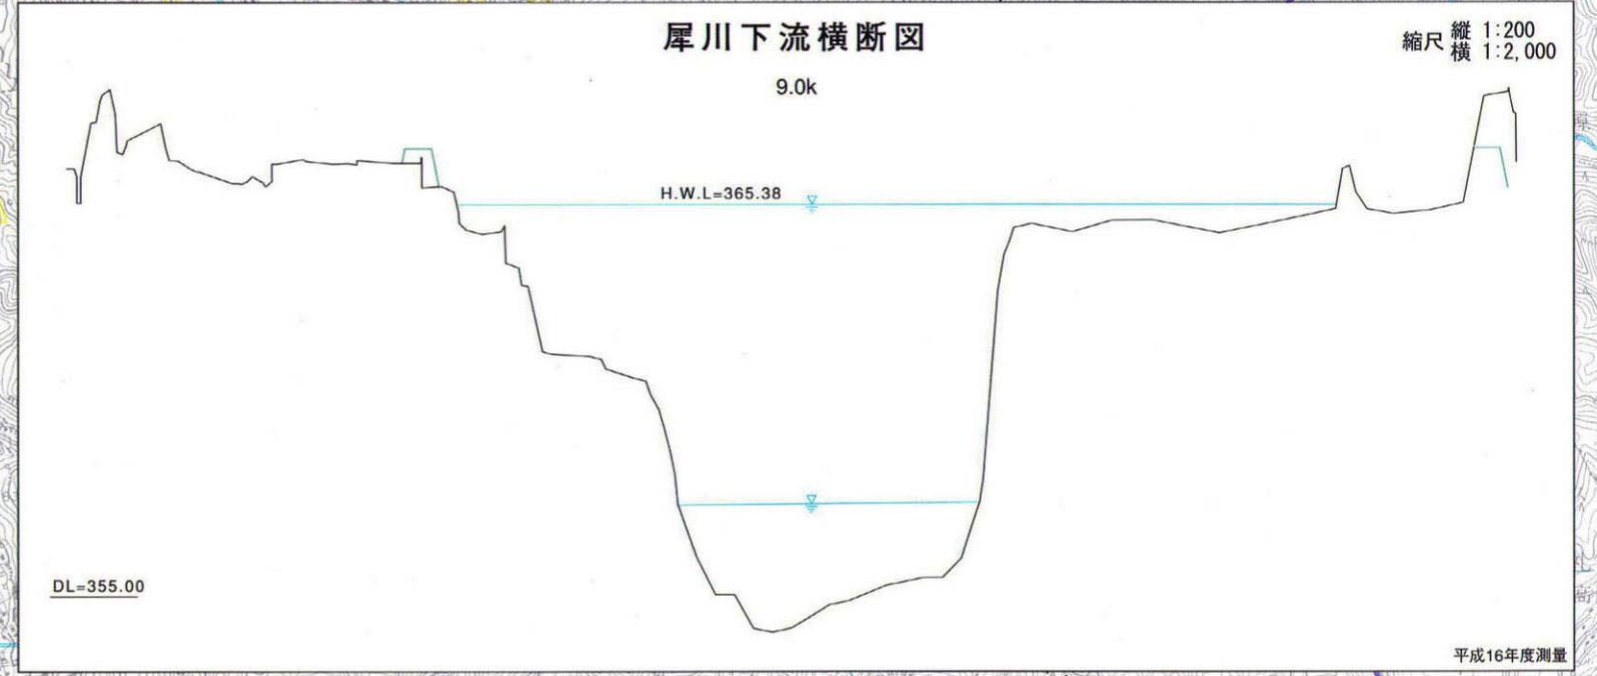 犀川下流横断図
縮尺 縦 1:200
横 1:2,000
9.0k
H.W.L=365.38
DL=355.00
平成16年度測量